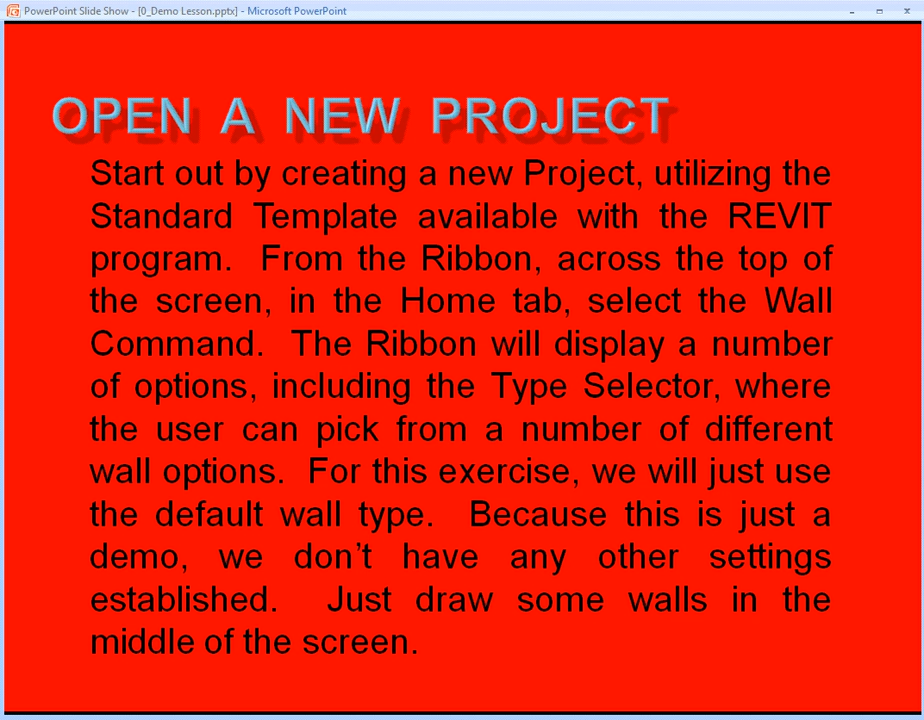 PowerPoint Slide Show - [0_Demo Lesson.pptx] - Microsoft PowerPoint
OPEN A NEW PROJECT
Start out by creating a new Project, utilizing the
Standard Template available with the REVIT
program. From the Ribbon, across the top of
the screen, in the Home tab, select the Wall
Command. The Ribbon will display a number
of options, including the Type Selector, where
the user can pick from a number of different
wall options. For this exercise, we will just use
the default wall type. Because this is just a
demo, we don’t have any other settings
established. Just draw some walls in the
middle of the screen.